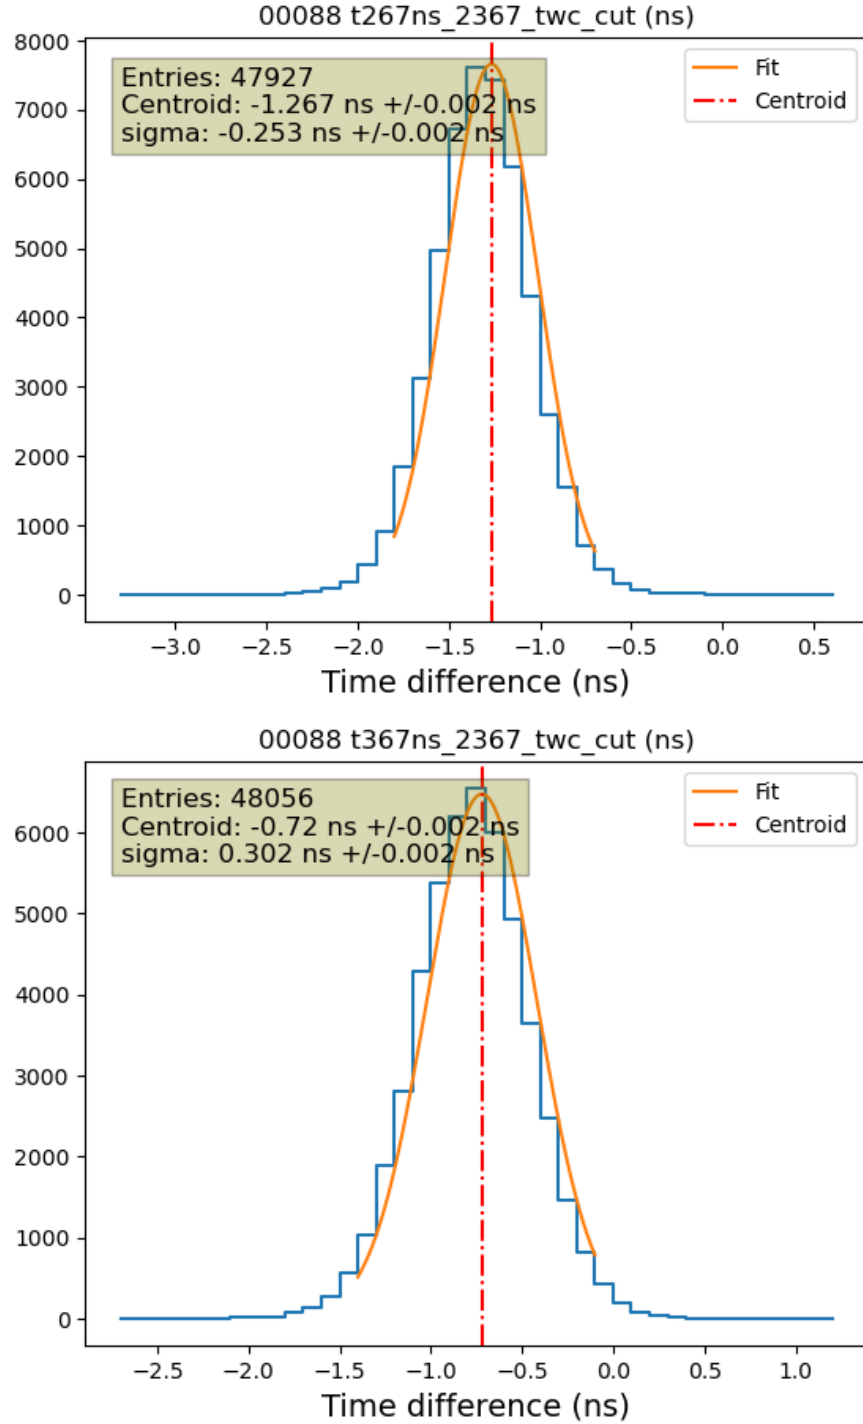 00088 t267ns_2367_twc_cut (ns)
8000
7000
6000
5000
4000
3000
2000
1000
0
Entries: 47927
Centroid: -1.267 ns +/-0.002 ns
sigma: -0.253 ns +/-0.002 ns
Fit
Centroid
−3.0 −2.5 −2.0 −1.5 −1.0 −0.5 0.0 0.5
Time difference (ns)
00088 t367ns_2367_twc_cut (ns)
6000
5000
4000
3000
2000
1000
0
Entries: 48056
Centroid: -0.72 ns +/-0.002 ns
sigma: 0.302 ns +/-0.002 ns
Fit
Centroid
−2.5 −2.0 −1.5 −1.0 −0.5 0.0 0.5 1.0
Time difference (ns)